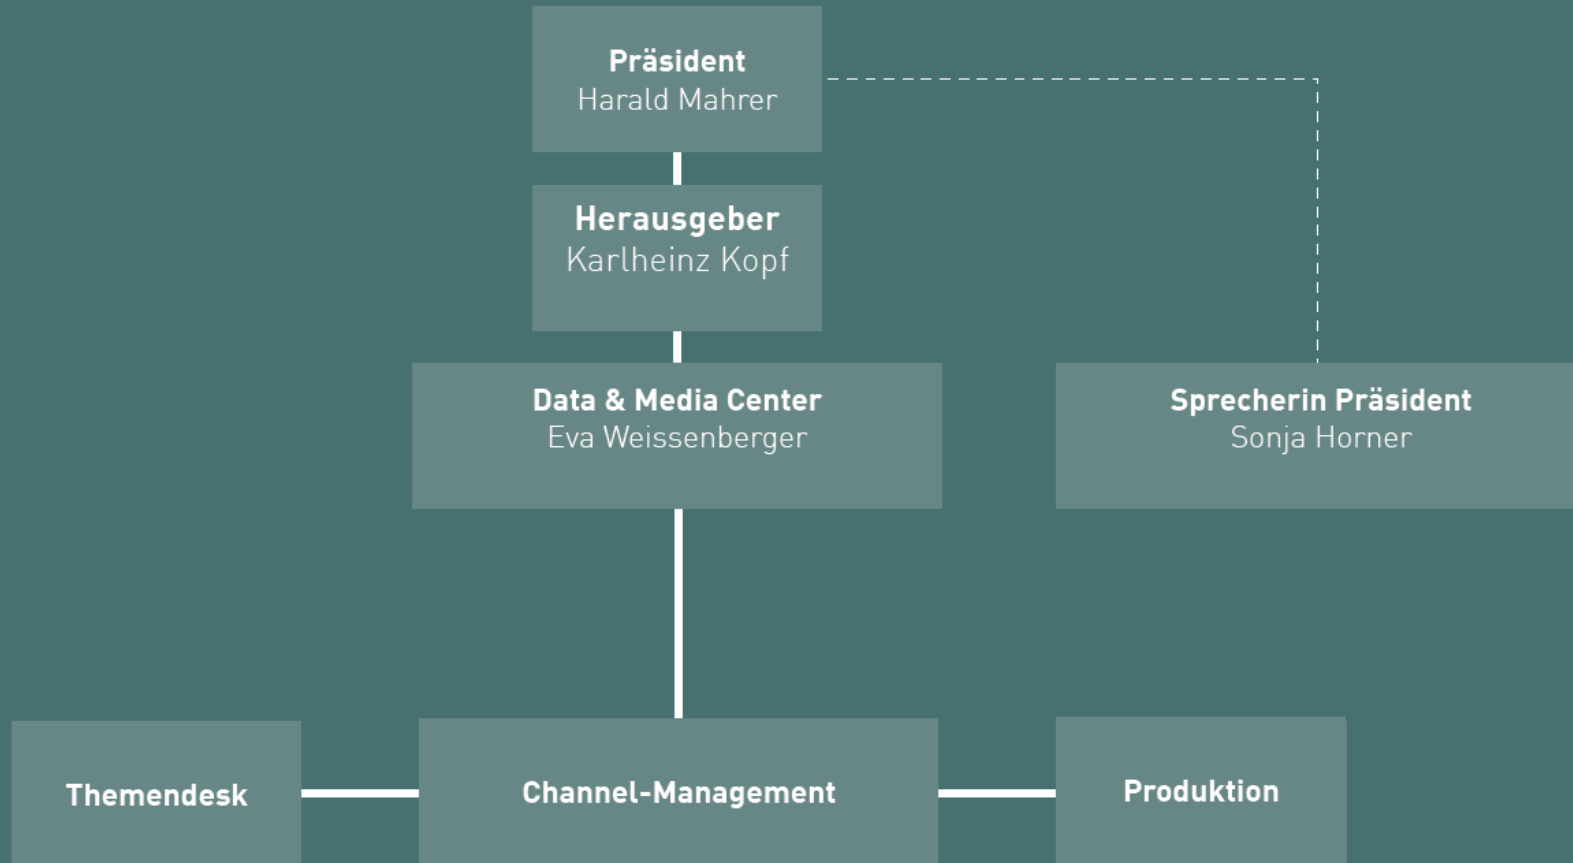 Präsident
Harald Mahrer
Herausgeber
Karlheinz Kopf
Data & Media Center
Eva Weissenberger
Sprecherin Präsident
Sonja Horner
Themendesk
Channel-Management
Produktion